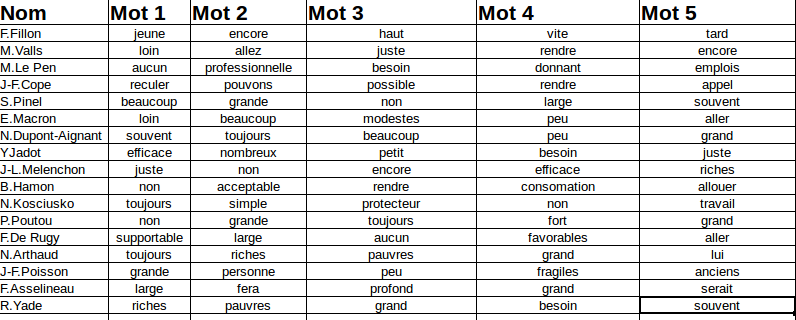 Nom Mot 1 Mot 2 Mot 3 Mot 4 Mot 5
F.Fillon jeune encore haut vite tard
M.Valls loin allez juste rendre encore
M.Le Pen aucun professionnelle besoin donnant emplois
J-F.Cope reculer pouvons possible rendre appel
S.Pinel beaucoup grande non large souvent
E.Macron loin beaucoup modestes peu aller
N.Dupont-Aignant souvent toujours beaucoup peu grand
YJadot efficace nombreux petit besoin juste
J-L.Melenchon juste non encore efficace riches
B.Hamon non acceptable rendre consomation allouer
N.Kosciusko toujours simple protecteur non travail
P.Poutou non grande toujours fort grand
F.De Rugy supportable large aucun favorables aller
N.Arthaud toujours riches pauvres grand lui
J-F.Poisson grande personne peu fragiles anciens
F.Asselineau large fera profond grand serait
R.Yade riches pauvres grand besoin souvent